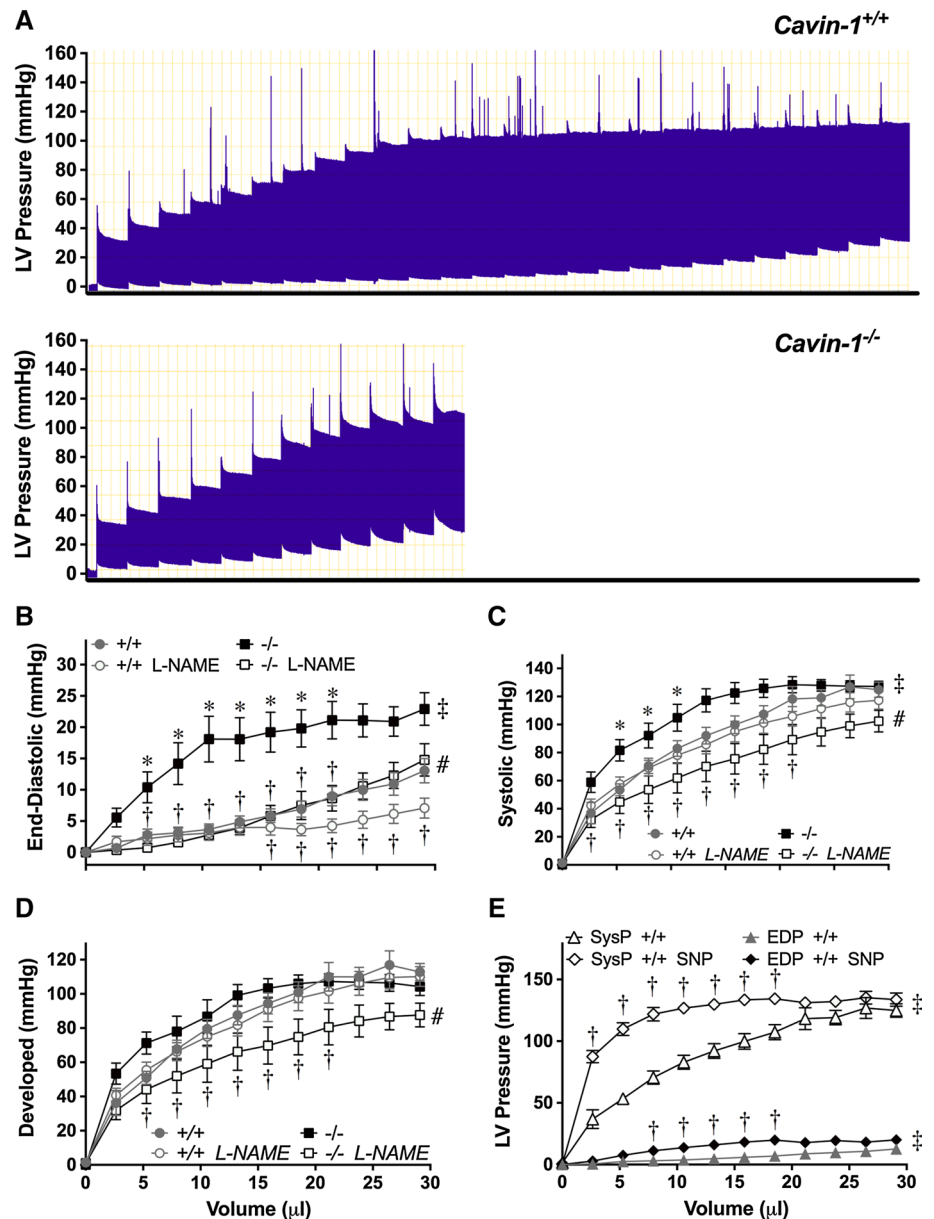 A
Cavin-1+/+
LV Pressure (mmHg)
160
140
120
100
80
60
40
20
0
Cavin-1-/-
LV Pressure (mmHg)
160
140
120
100
80
60
40
20
0
B
+/+
-/-
+/+ L-NAME
-/- L-NAME
End-Diastolic (mmHg)
30
25
20
15
10
5
0
* * * * * *
‡
† † † † † †
#
† † † † † †
0 10 20 30
C
Systolic (mmHg)
140
120
100
80
60
40
20
0
* * *
‡
#
† † † † † † † †
+/+
-/-
+/+ L-NAME
-/- L-NAME
D
Developed (mmHg)
120
100
80
60
40
20
0
#
† † † † † † †
+/+
-/-
+/+ L-NAME
-/- L-NAME
0 5 10 15 20 25 30
Volume (µl)
E
SysP +/+
EDP +/+
SysP +/+ SNP
EDP +/+ SNP
LV Pressure (mmHg)
150
100
50
0
† † † † † † †
‡
† † † † †
‡
0 5 10 15 20 25 30
Volume (µl)